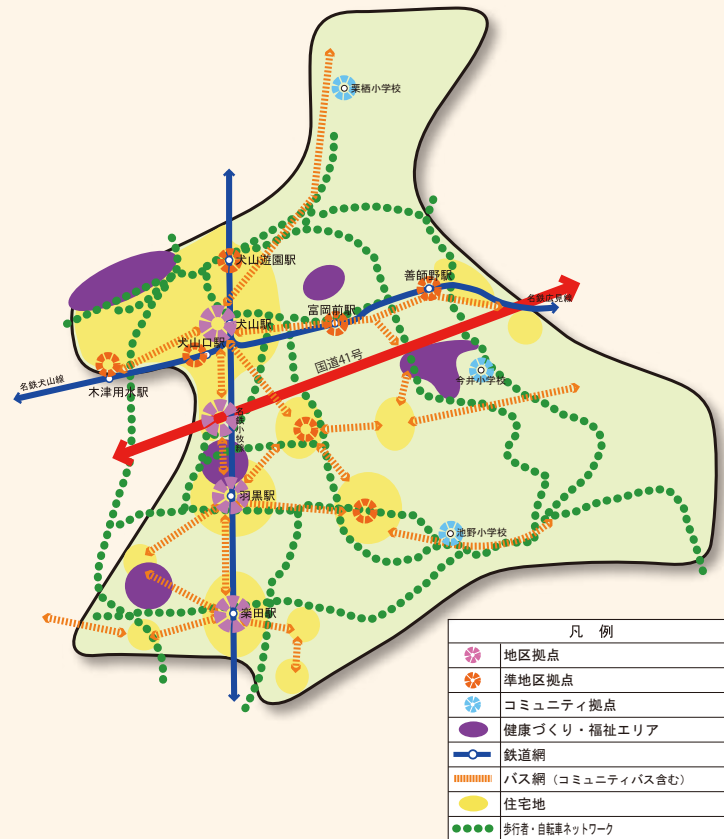 栗栖小学校
犬山遊園駅
善師野駅
名鉄広見線
富岡前駅
犬山駅
犬山口駅
国道41号
今井小学校
名鉄犬山線
木津用水駅
名鉄小牧線
羽黒駅
池野小学校
楽田駅
凡 例
地区拠点
準地区拠点
コミュニティ拠点
健康づくり・福祉エリア
鉄道網
バス網（コミュニティバス含む）
住宅地
歩行者・自転車ネットワーク